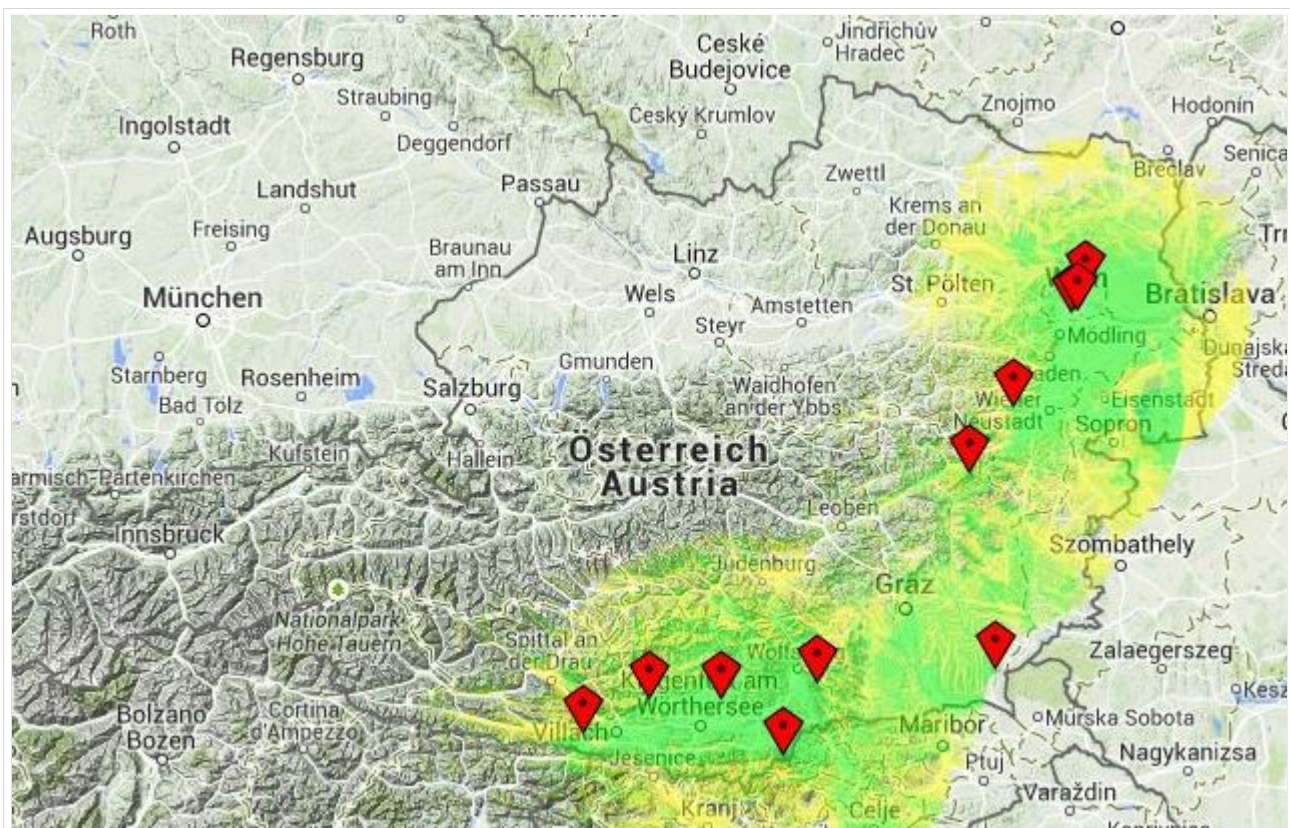 Roth
Regensburg
Straubing
Ingolstadt
Deggendorf
Landshut
Passau
Freising
Augsburg
Braunau
am Inn
München
Starnberg
Rosenheim
Bad Tölz
Kufstein
Innsbruck
České
Budejovice
Jindřichův
Hradec
Český Krumlov
Znojmo
Hodonín
Senica
Břeclav
Zwettl
Krems an
der Donau
Linz
Wels
St. Pölten
Amstetten
Steyr
Bratislava
Mödling
Gmunden
Waidhofen
an der Ybbs
Salzburg
Hallein
Wiener
Neustadt
Eisenstadt
Sopron
Österreich
Austria
Leoben
Szombathely
Judenburg
Graz
Nationalpark
Hohe Tauern
Spittal an
der Drau
Wörthersee
Villach
Jesenice
Kranj
Celje
Maribor
Ptuj
Zalaegerszeg
Murska Sobota
Nagykanizsa
Varaždin
Bolzano
Bozen
Cortina
d'Ampezzo